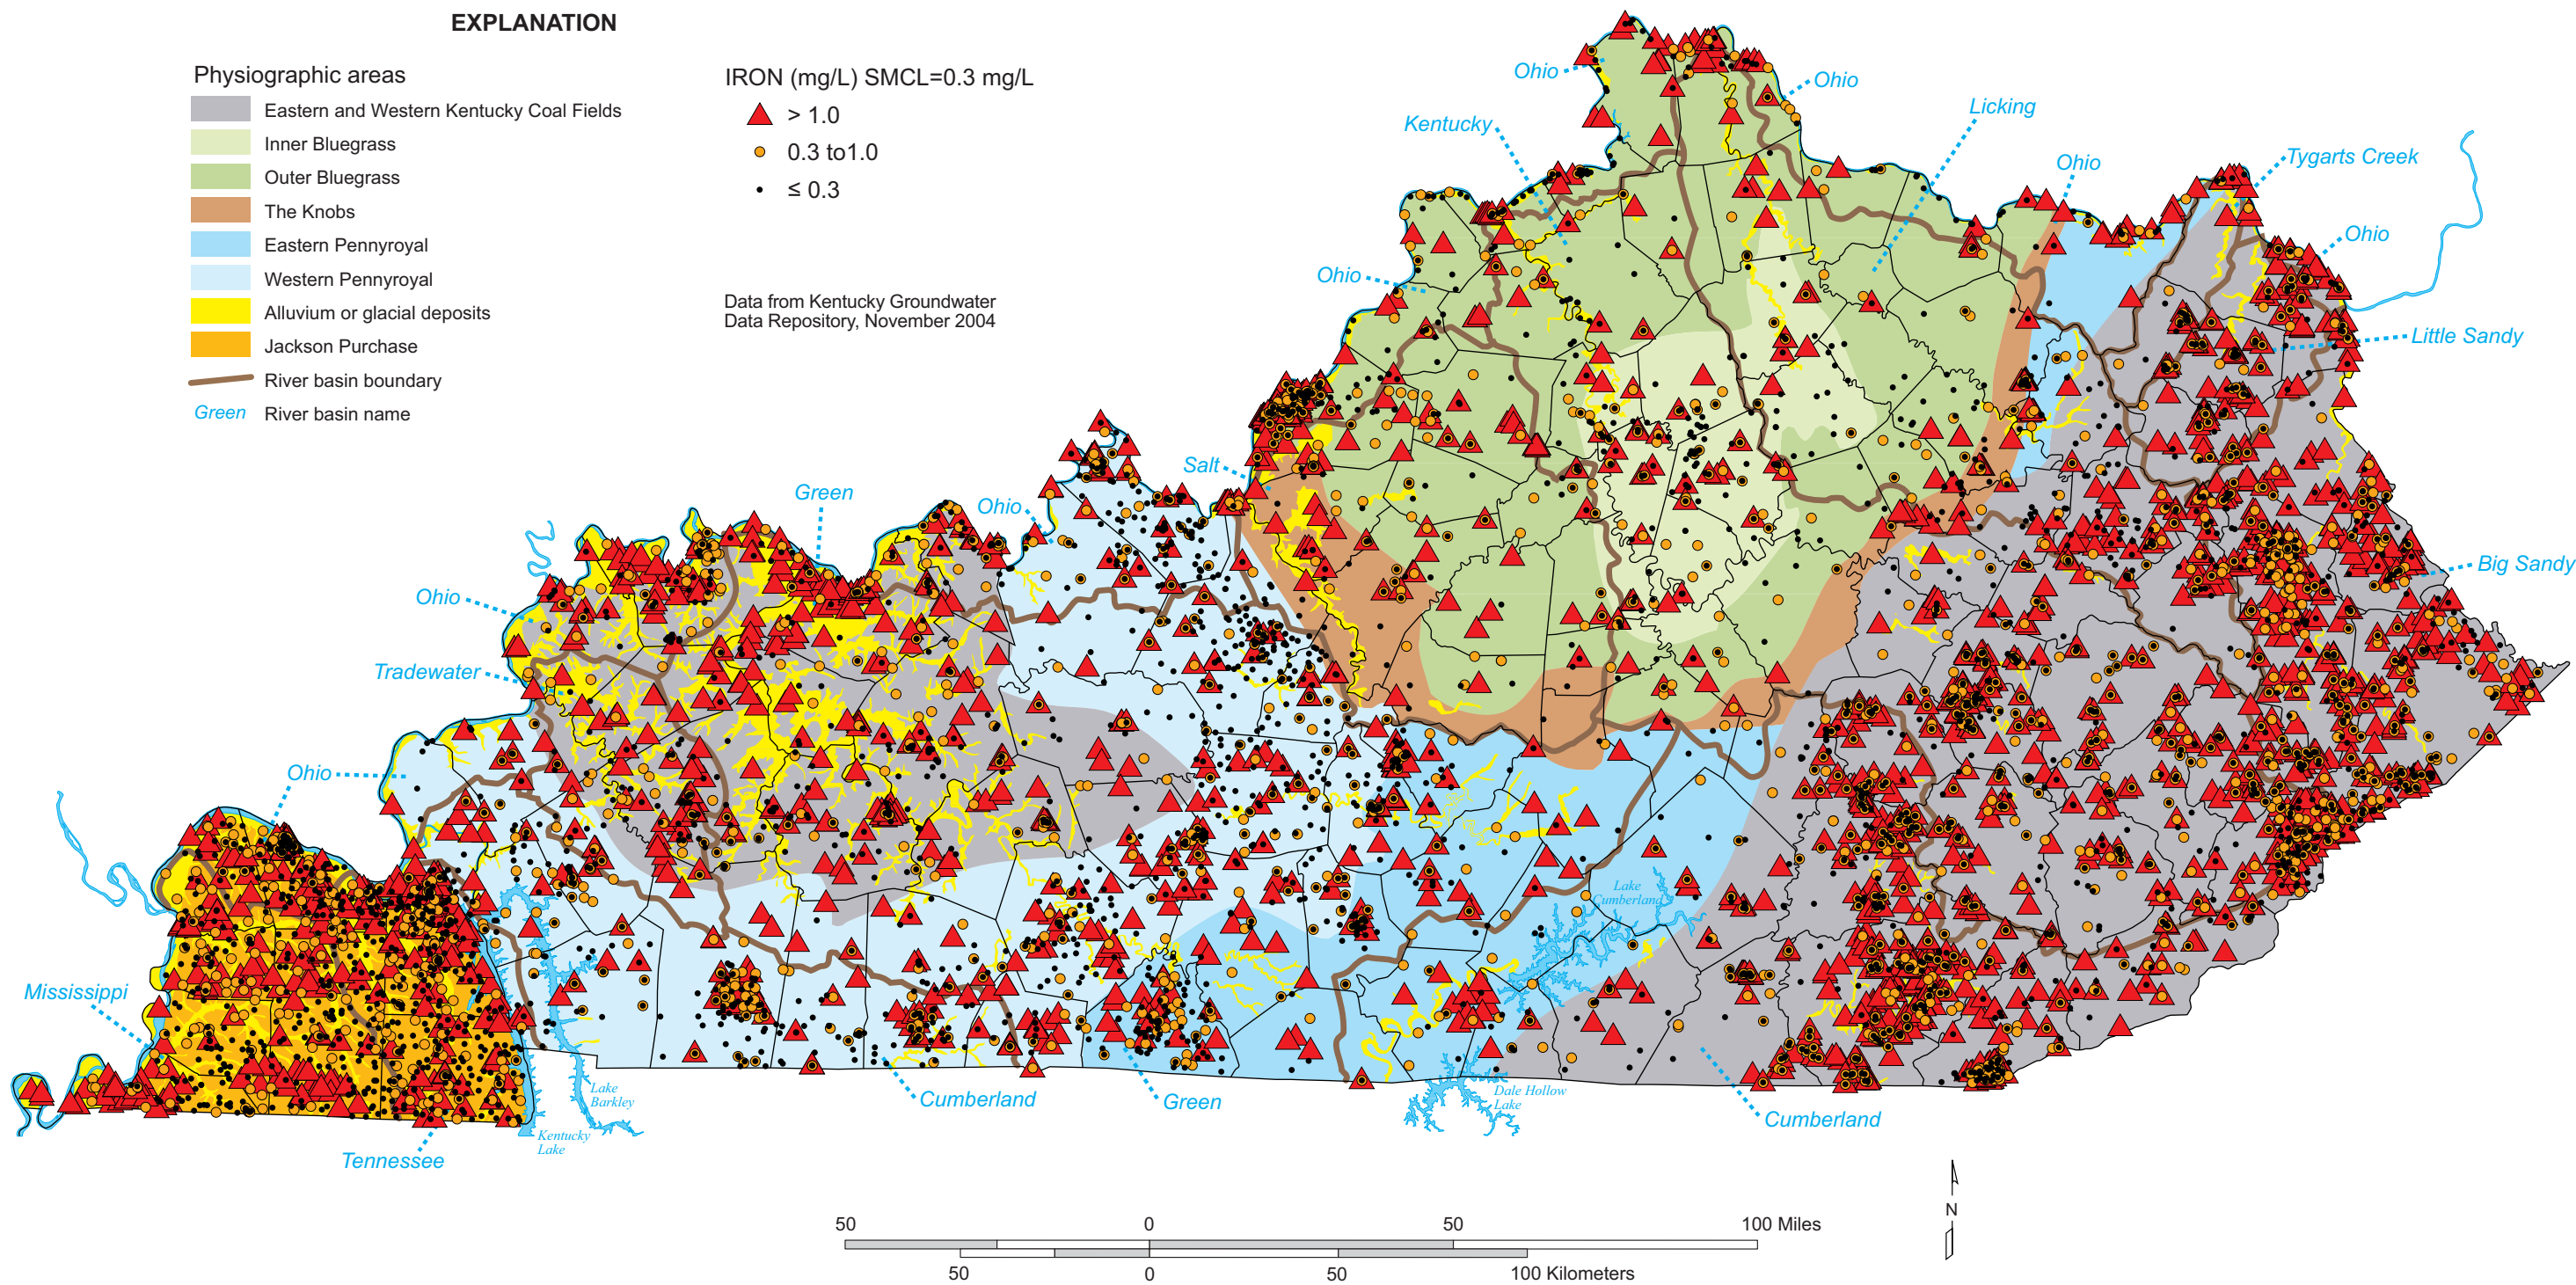 EXPLANATION
Physiographic areas
Eastern and Western Kentucky Coal Fields
Inner Bluegrass
Outer Bluegrass
The Knobs
Eastern Pennyroyal
Western Pennyroyal
Alluvium or glacial deposits
Jackson Purchase
River basin boundary
Green River basin name
IRON (mg/L) SMCL=0.3 mg/L
> 1.0
0.3 to1.0
≤ 0.3
Data from Kentucky Groundwater
Data Repository, November 2004
Ohio
Ohio
Kentucky
Licking
Ohio
Tygarts Creek
Ohio
Ohio
Little Sandy
Salt
Green
Ohio
Big Sandy
Ohio
Tradewater
Ohio
Lake
Cumberland
Mississippi
Lake
Barkley
Kentucky
Lake
Tennessee
Cumberland
Green
Dale Hollow
Lake
Cumberland
N
50 0 50 100 Miles
50 0 50 100 Kilometers